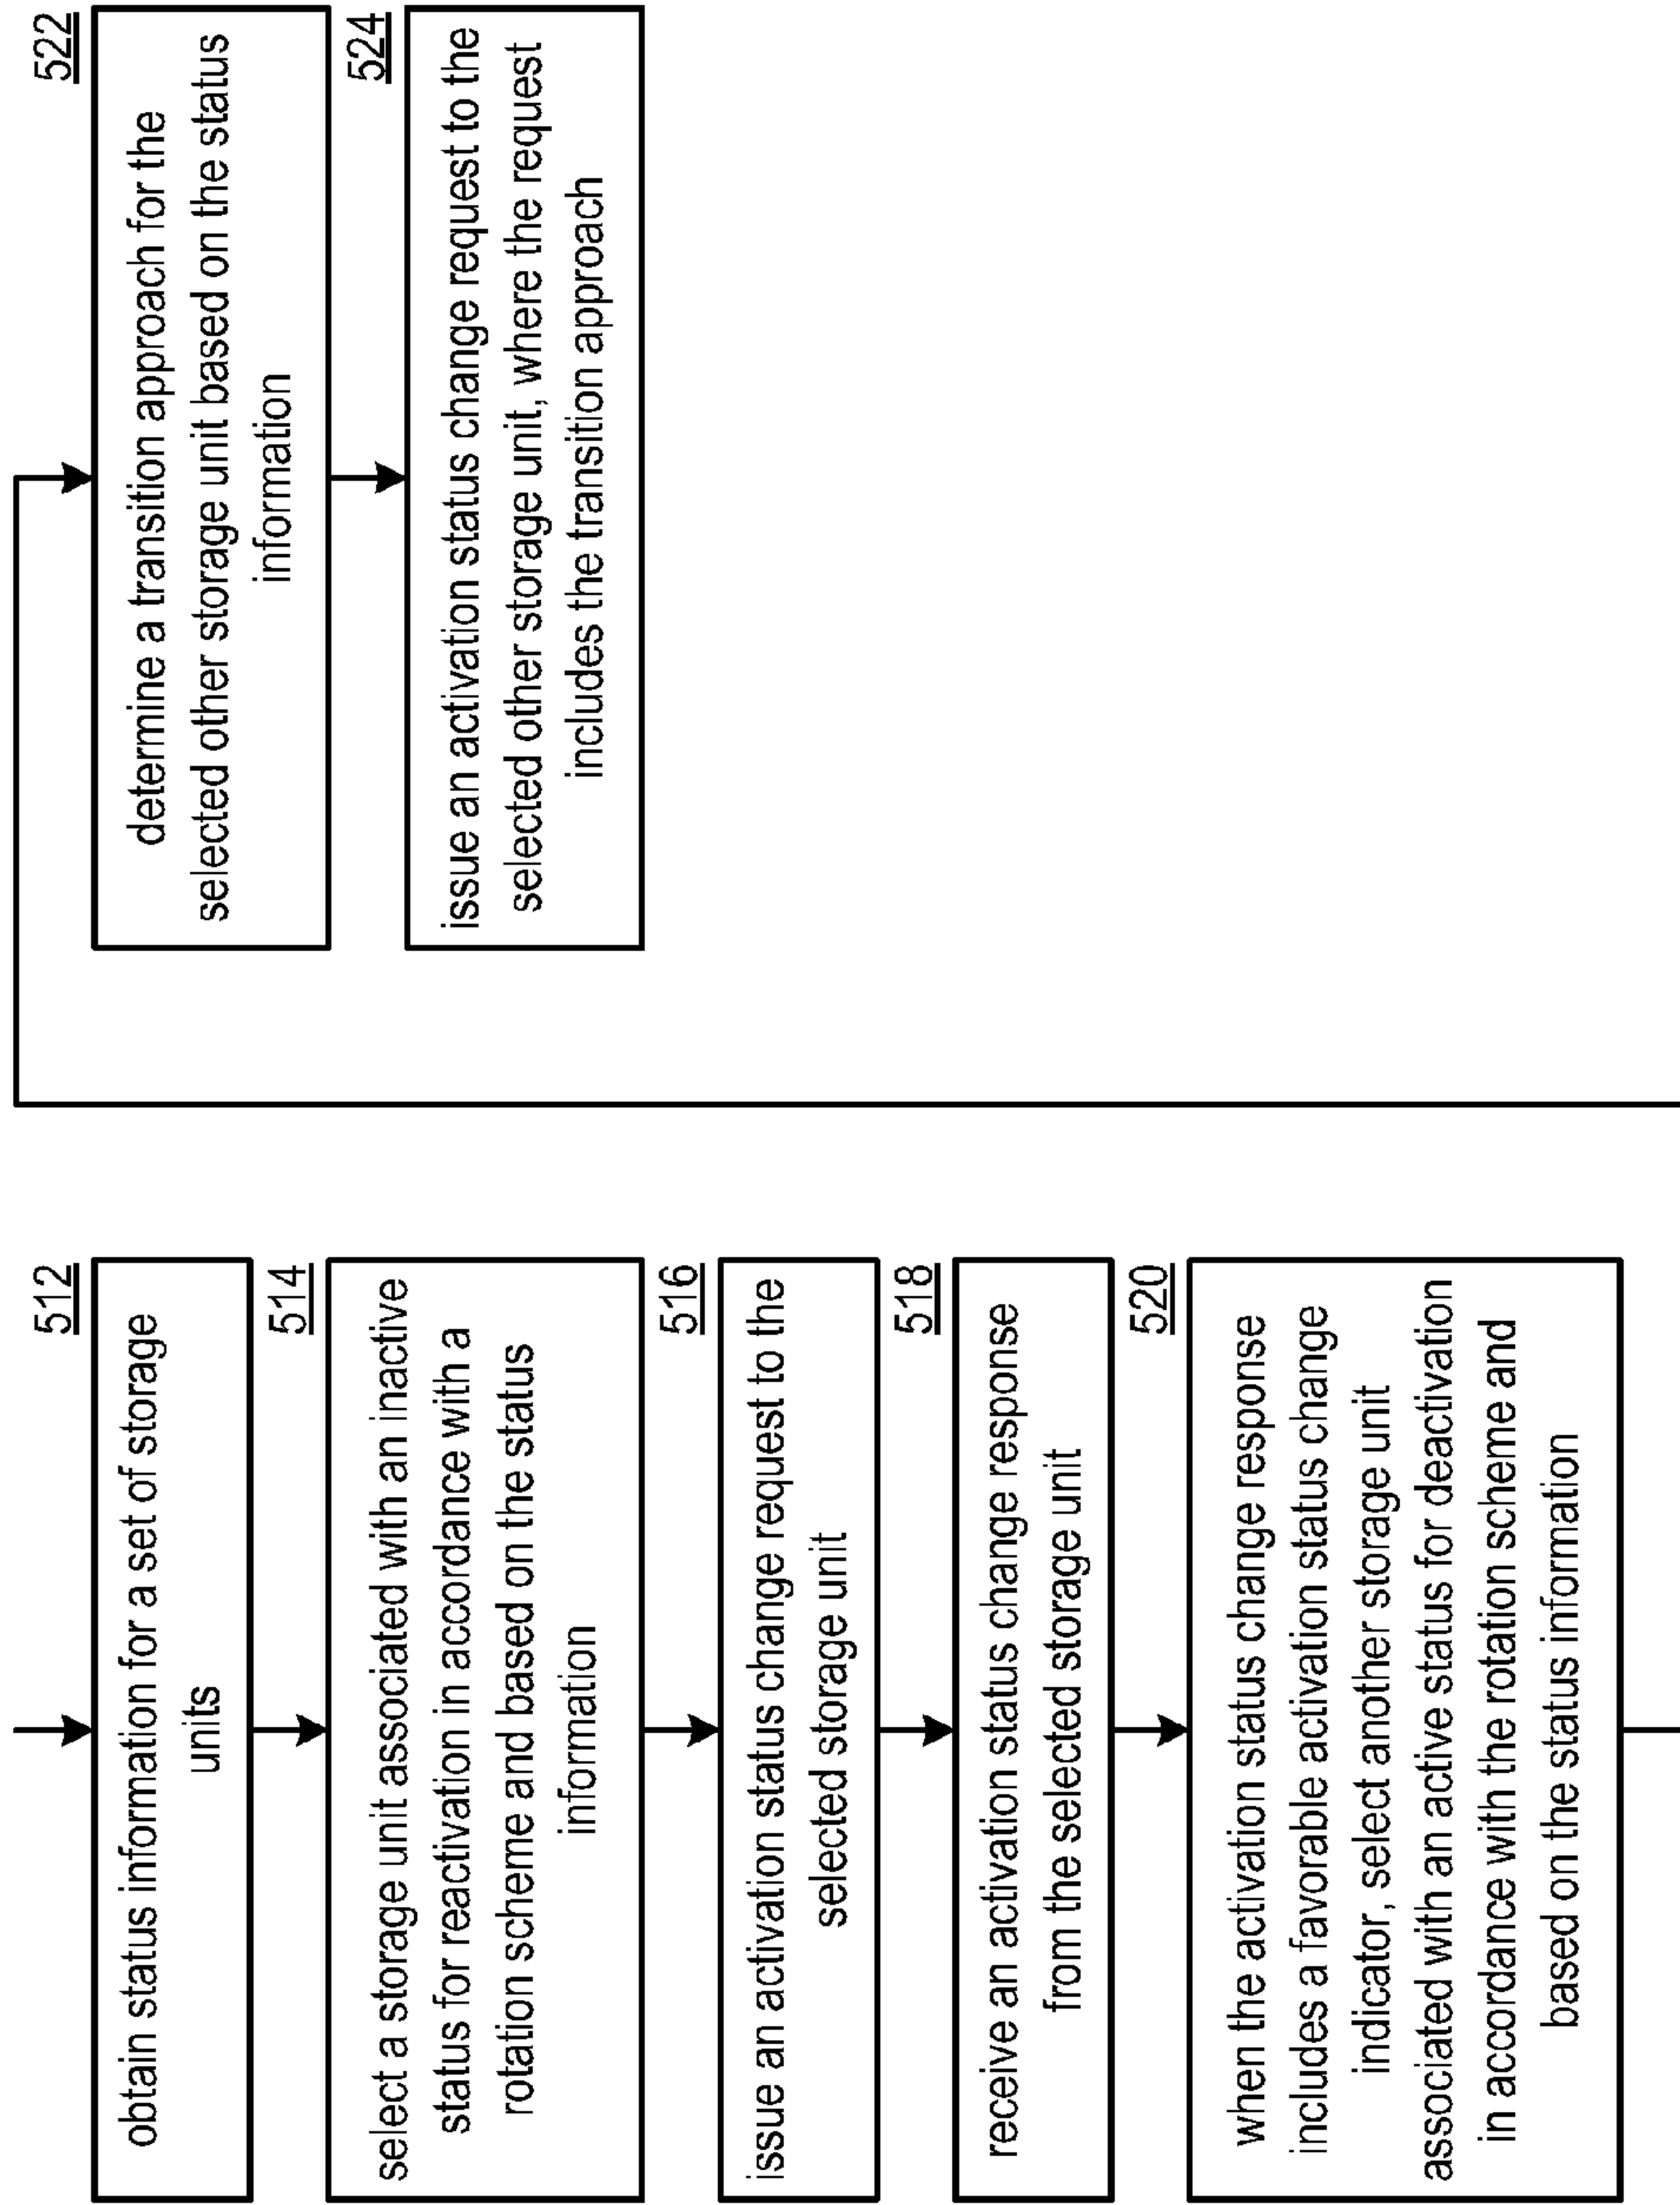 512
obtain status information for a set of storage
units
514
select a storage unit associated with an inactive
status for reactivation in accordance with a
rotation scheme and based on the status
information
516
issue an activation status change request to the
selected storage unit
518
receive an activation status change response
from the selected storage unit
520
when the activation status change response
includes a favorable activation status change
indicator, select another storage unit
associated with an active status for deactivation
in accordance with the rotation scheme and
based on the status information
522
determine a transition approach for the
selected other storage unit based on the status
information
524
issue an activation status change request to the
selected other storage unit, where the request
includes the transition approach